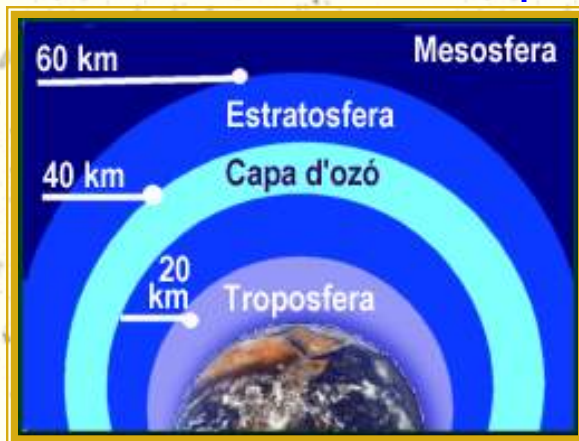 60 km
Mesosfera
Estratosfera
40 km
Capa d'ozó
20
km
Troposfera